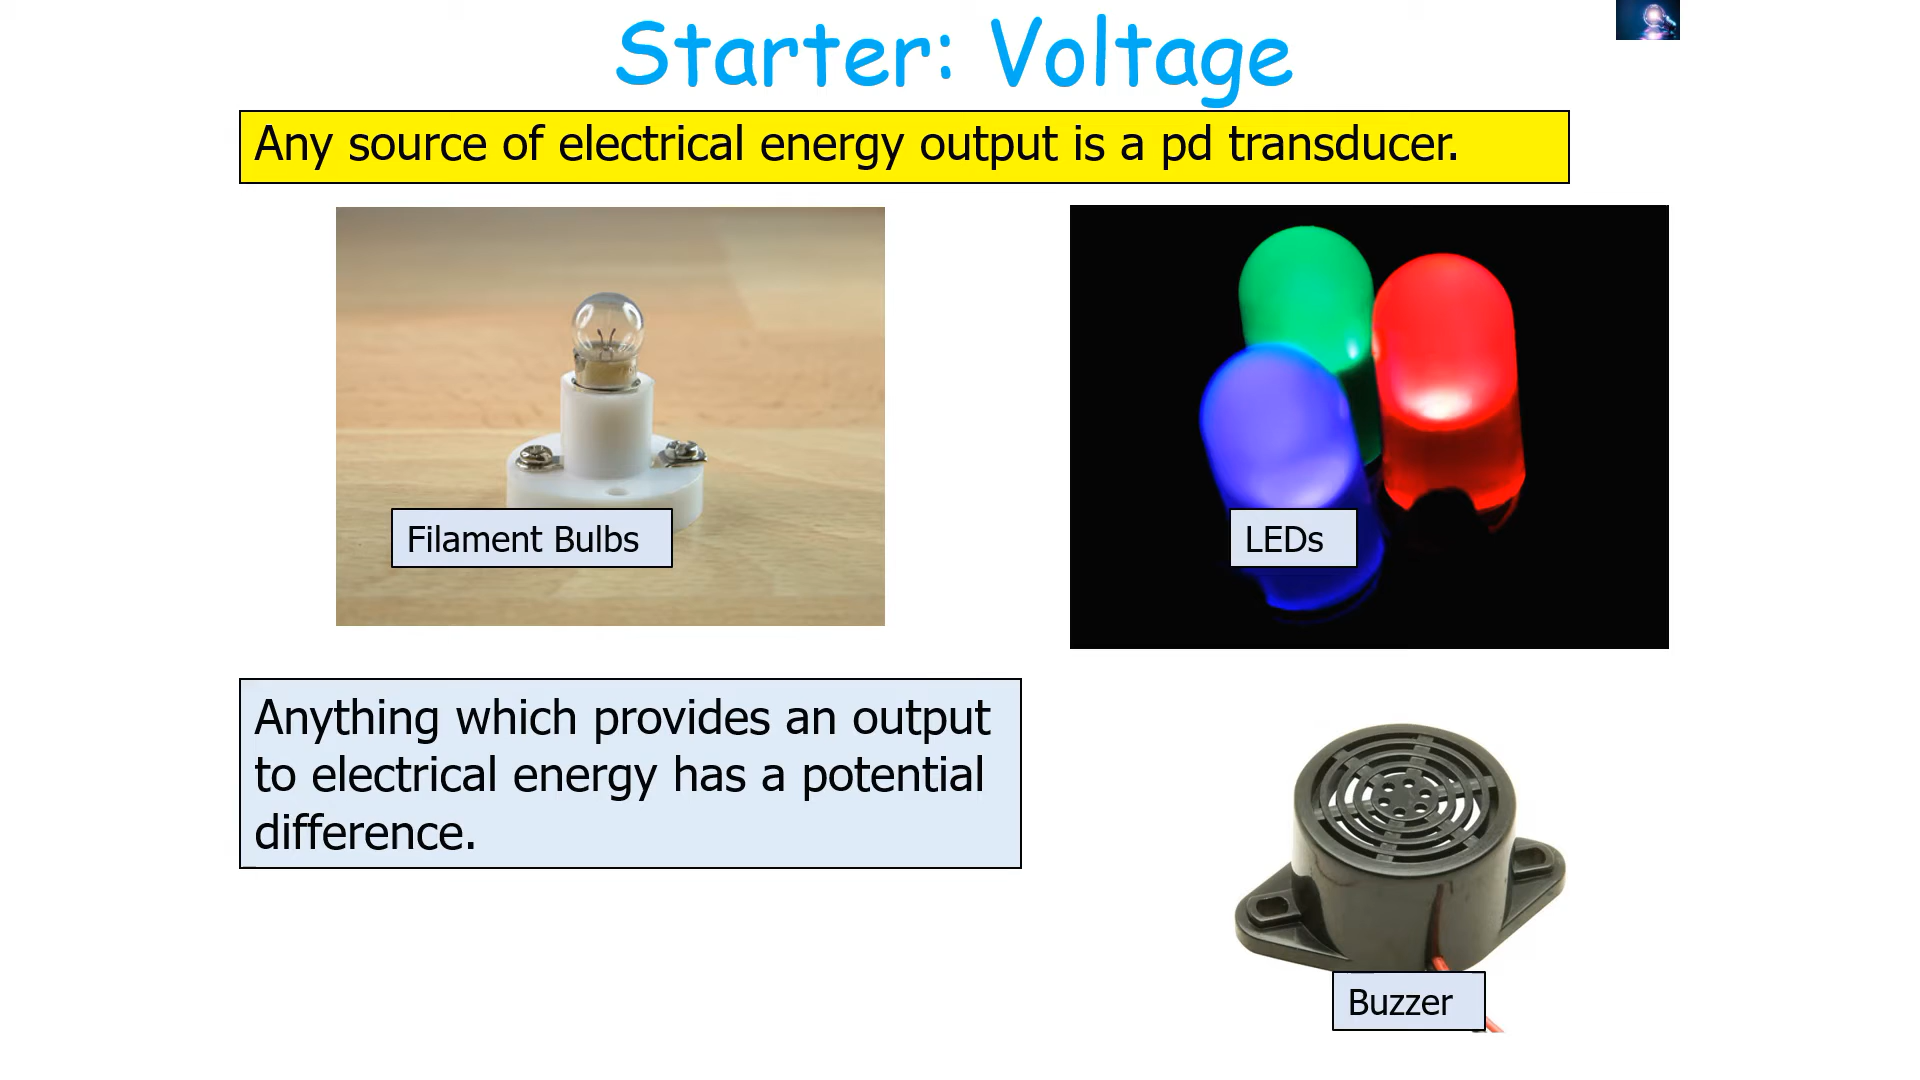 Starter: Voltage
Any source of electrical energy output is a pd transducer.
Filament Bulbs
LEDs
Anything which provides an output
to electrical energy has a potential
difference.
Buzzer